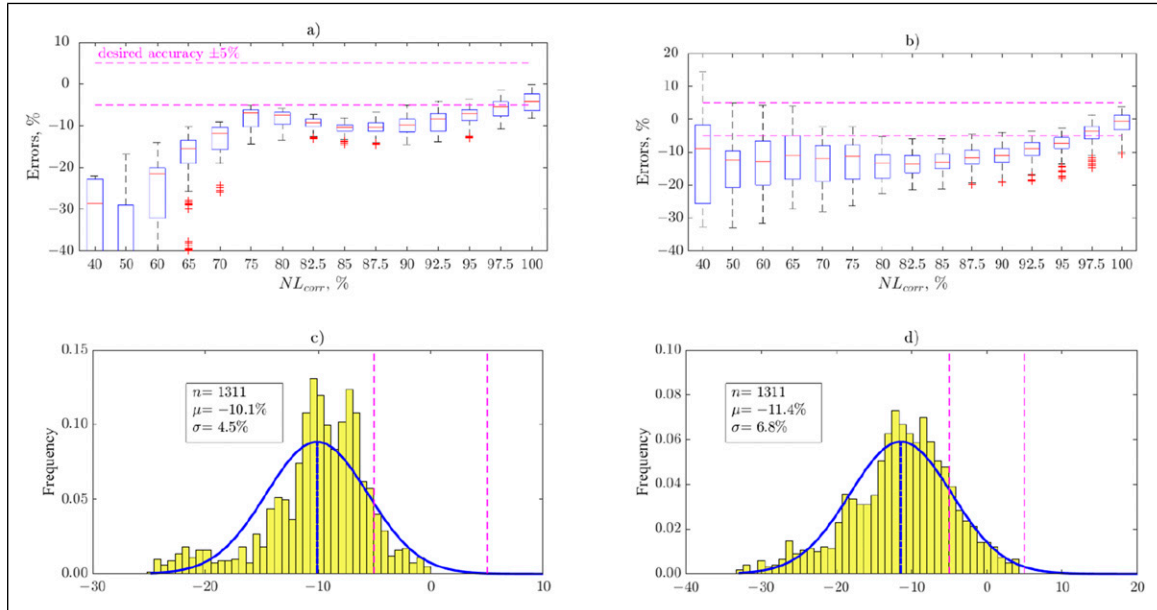 a)
desired accuracy ±5%
10
0
−10
−20
−30
−40
Errors, %
40 50 60 65 70 75 80 82.5 85 87.5 90 92.5 95 97.5 100
NLcorr, %
b)
20
10
0
−10
−20
−30
−40
Errors, %
40 50 60 65 70 75 80 82.5 85 87.5 90 92.5 95 97.5 100
NLcorr, %
c)
0.15
0.10
0.05
0.00
Frequency
n= 1311
μ= −10.1%
σ= 4.5%
−30 −20 −10 0 10
d)
0.10
0.08
0.06
0.04
0.02
0.00
Frequency
n= 1311
μ= −11.4%
σ= 6.8%
−40 −30 −20 −10 0 10 20